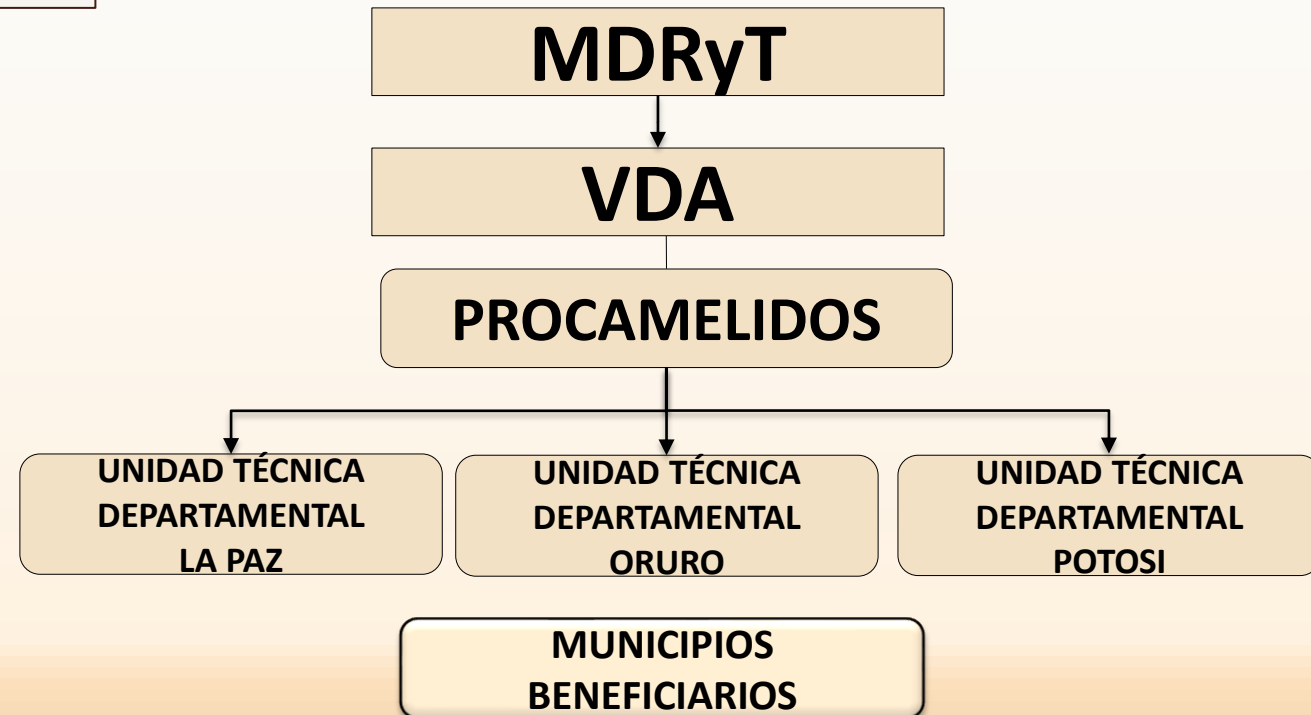 MDRyT
VDA
PROCAMELIDOS
UNIDAD TÉCNICA
DEPARTAMENTAL
LA PAZ
UNIDAD TÉCNICA
DEPARTAMENTAL
ORURO
UNIDAD TÉCNICA
DEPARTAMENTAL
POTOSI
MUNICIPIOS
BENEFICIARIOS